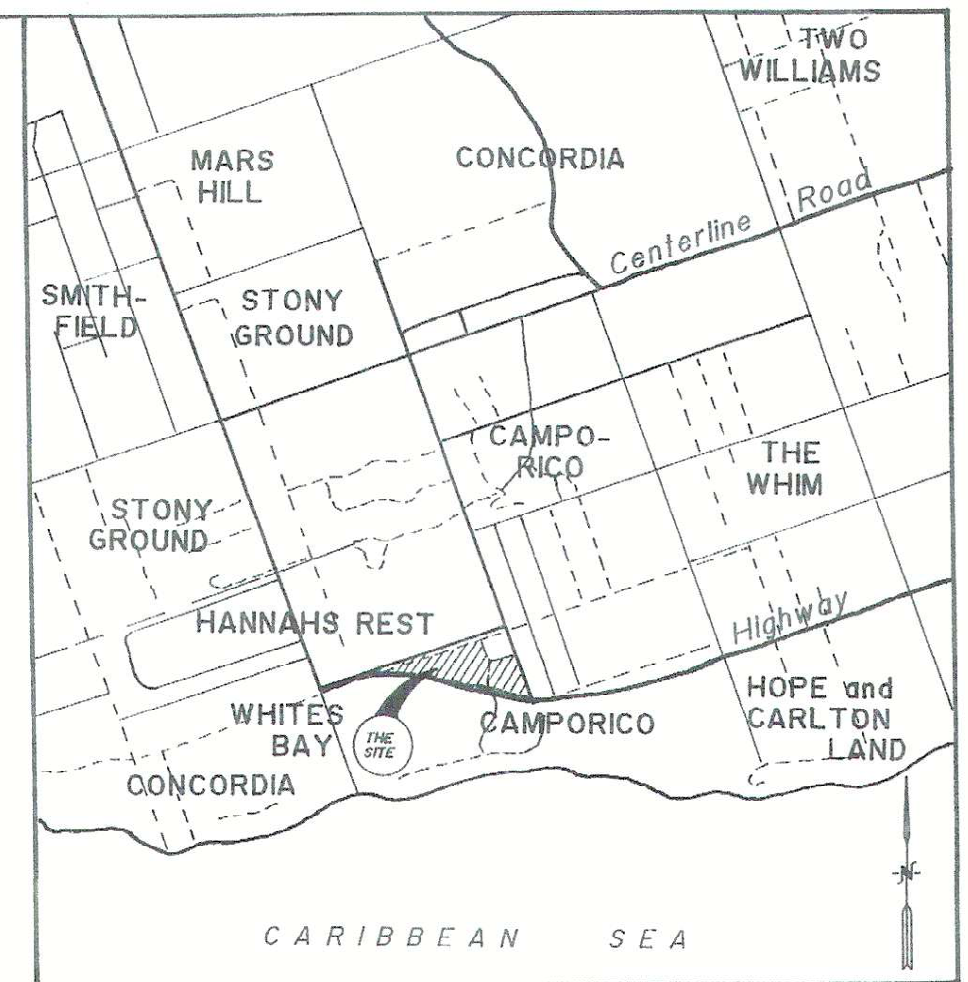 TWO
WILLIAMS
MARS
HILL
CONCORDIA
Centerline Road
SMITH-
FIELD
STONY
GROUND
CAMPO-
RICO
THE
WHIM
STONY
GROUND
HANNAHS REST
Highway
WHITES
BAY
THE
SITE
CAMPORICO
HOPE and
CARLTON
LAND
CONCORDIA
N
CARIBBEAN SEA